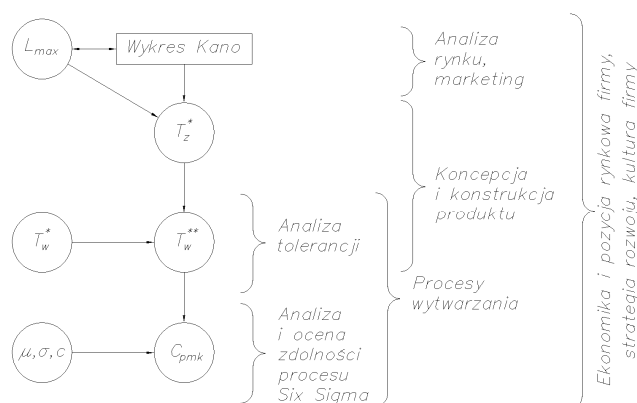 L_max
Wykres Kano
Analiza
rynku,
marketing
T_z^*
Koncepcja
i konstrukcja
produktu
T_w^*
T_w^**
Analiza
tolerancji
Procesy
wytwarzania
μ,σ,c
C_pmk
Analiza
i ocena
zdolności
procesu
Six Sigma
Ekonomika i pozycja rynkowa firmy,
strategia rozwoju, kultura firmy